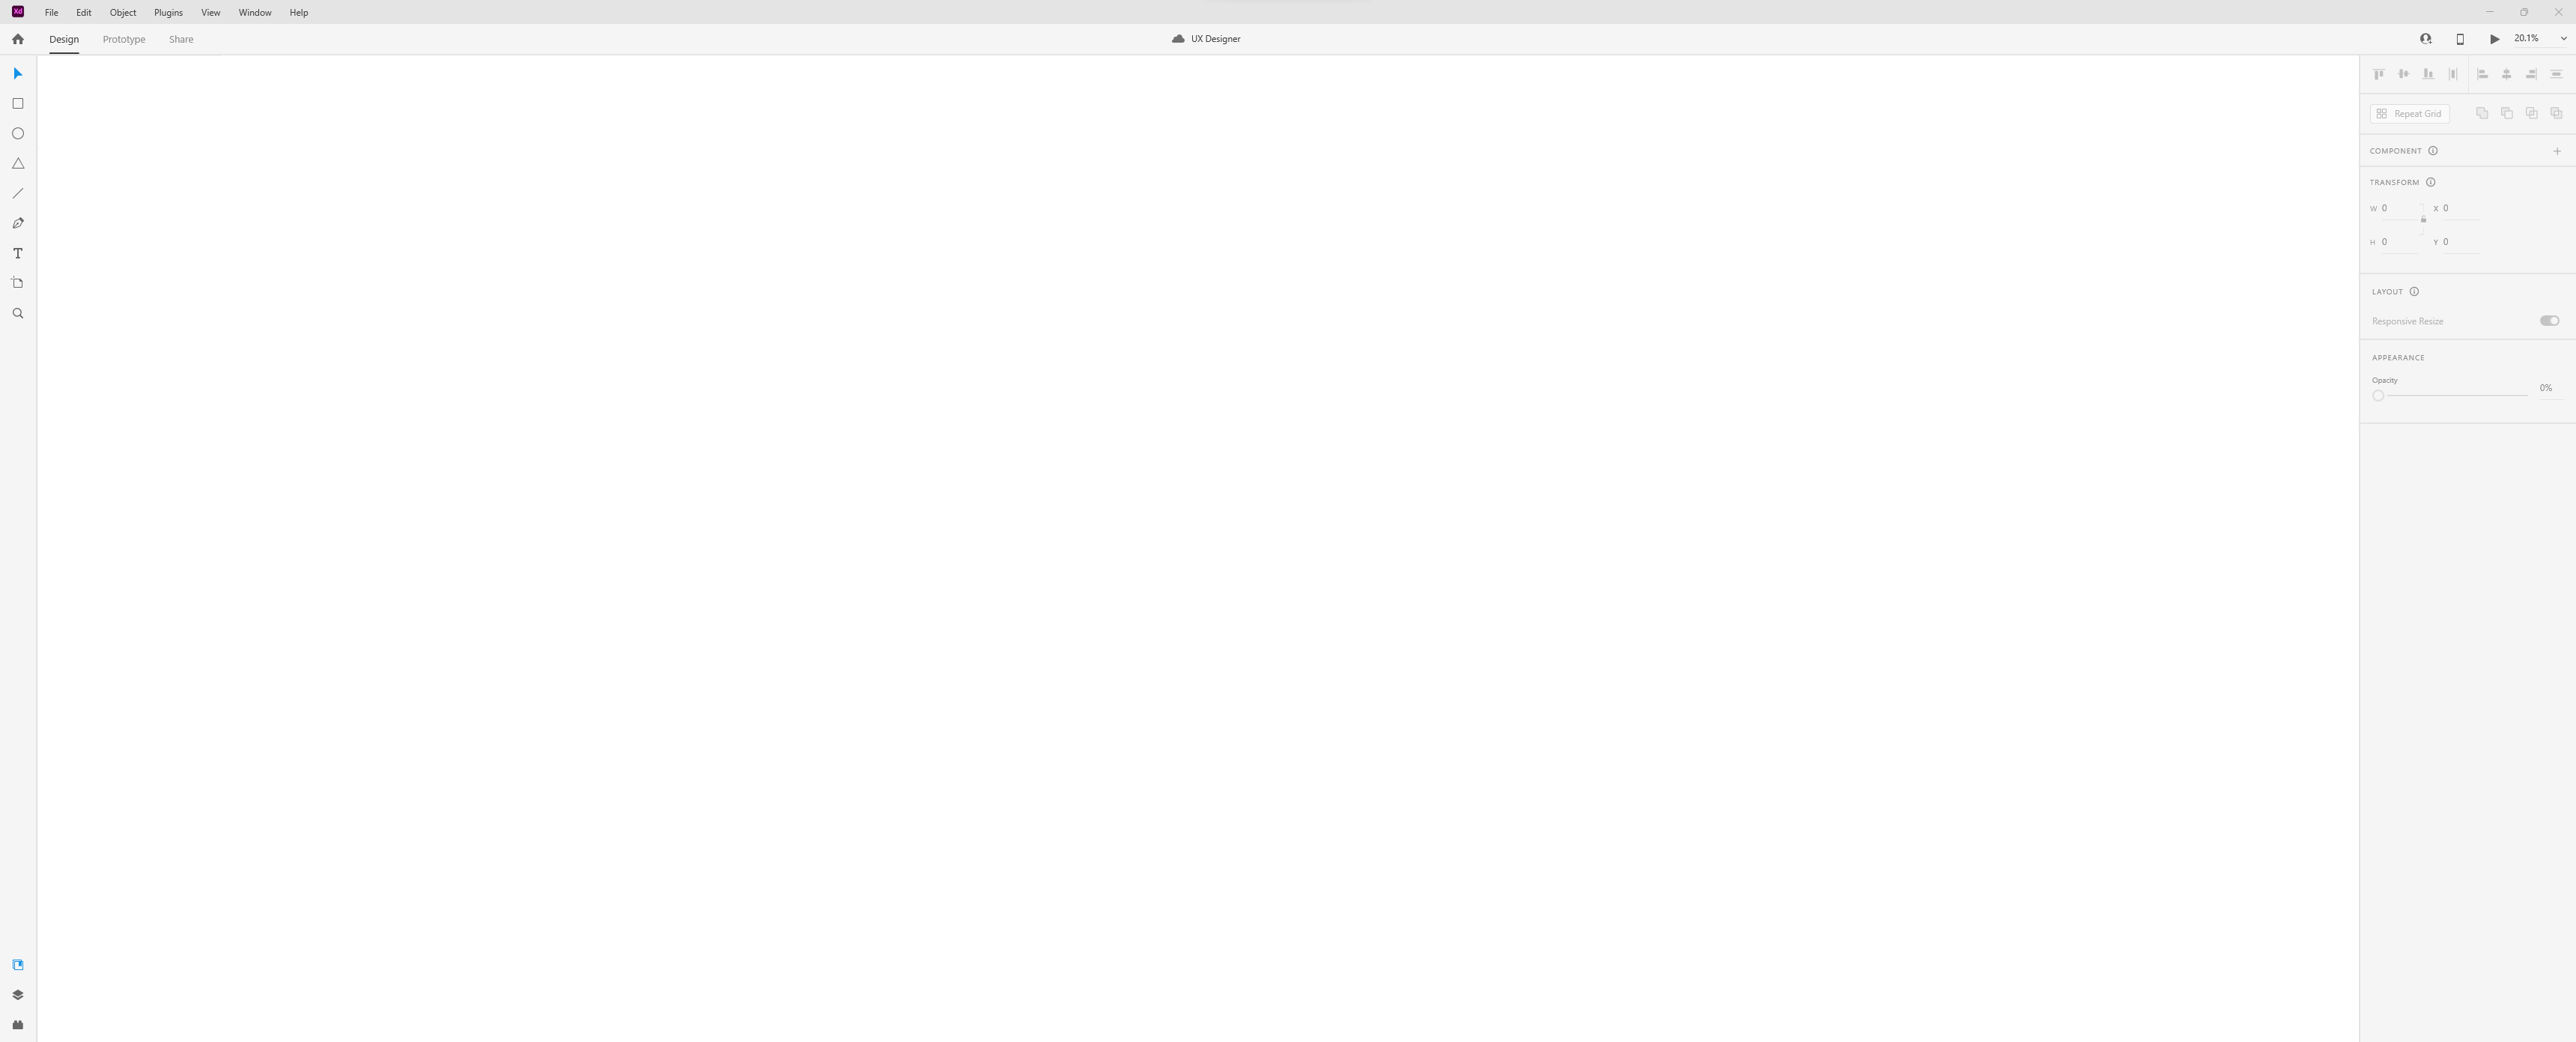 Xd File Edit Object Plugins View Window Help
Design Prototype Share UX Designer 20.1%
Repeat Grid
COMPONENT
TRANSFORM
W 0 X 0
H 0 Y 0
LAYOUT
Responsive Resize
APPEARANCE
Opacity
0%